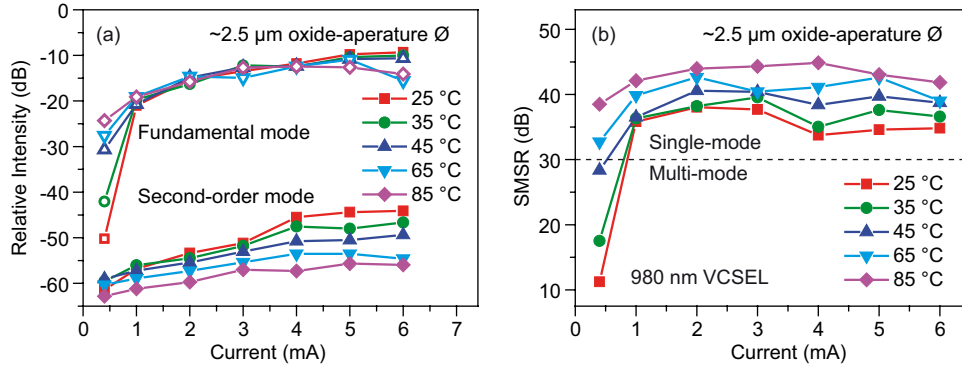 (a)
~2.5 µm oxide-aperature Ø
0
-10
-20
-30
-40
-50
-60
Relative Intensity (dB)
Fundamental mode
Second-order mode
25 °C
35 °C
45 °C
65 °C
85 °C
0 1 2 3 4 5 6 7
Current (mA)
(b)
~2.5 µm oxide-aperature Ø
50
40
30
20
10
SMSR (dB)
Single-mode
Multi-mode
980 nm VCSEL
25 °C
35 °C
45 °C
65 °C
85 °C
0 1 2 3 4 5 6
Current (mA)